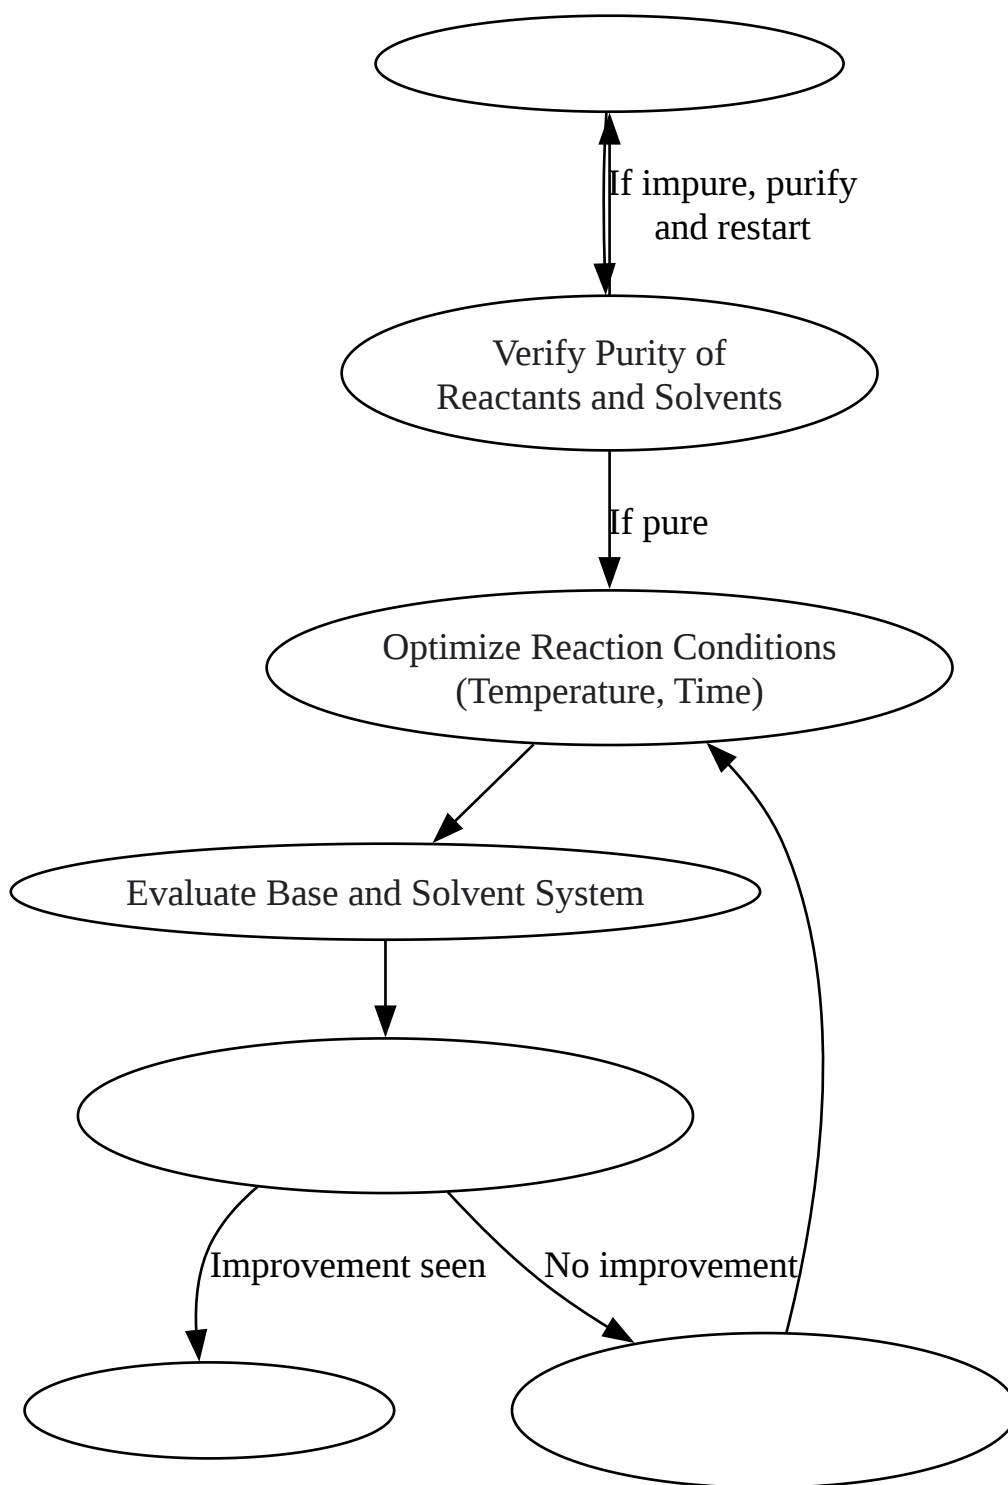 If impure, purify
and restart
Verify Purity of
Reactants and Solvents
If pure
Optimize Reaction Conditions
(Temperature, Time)
Evaluate Base and Solvent System
Improvement seen
No improvement